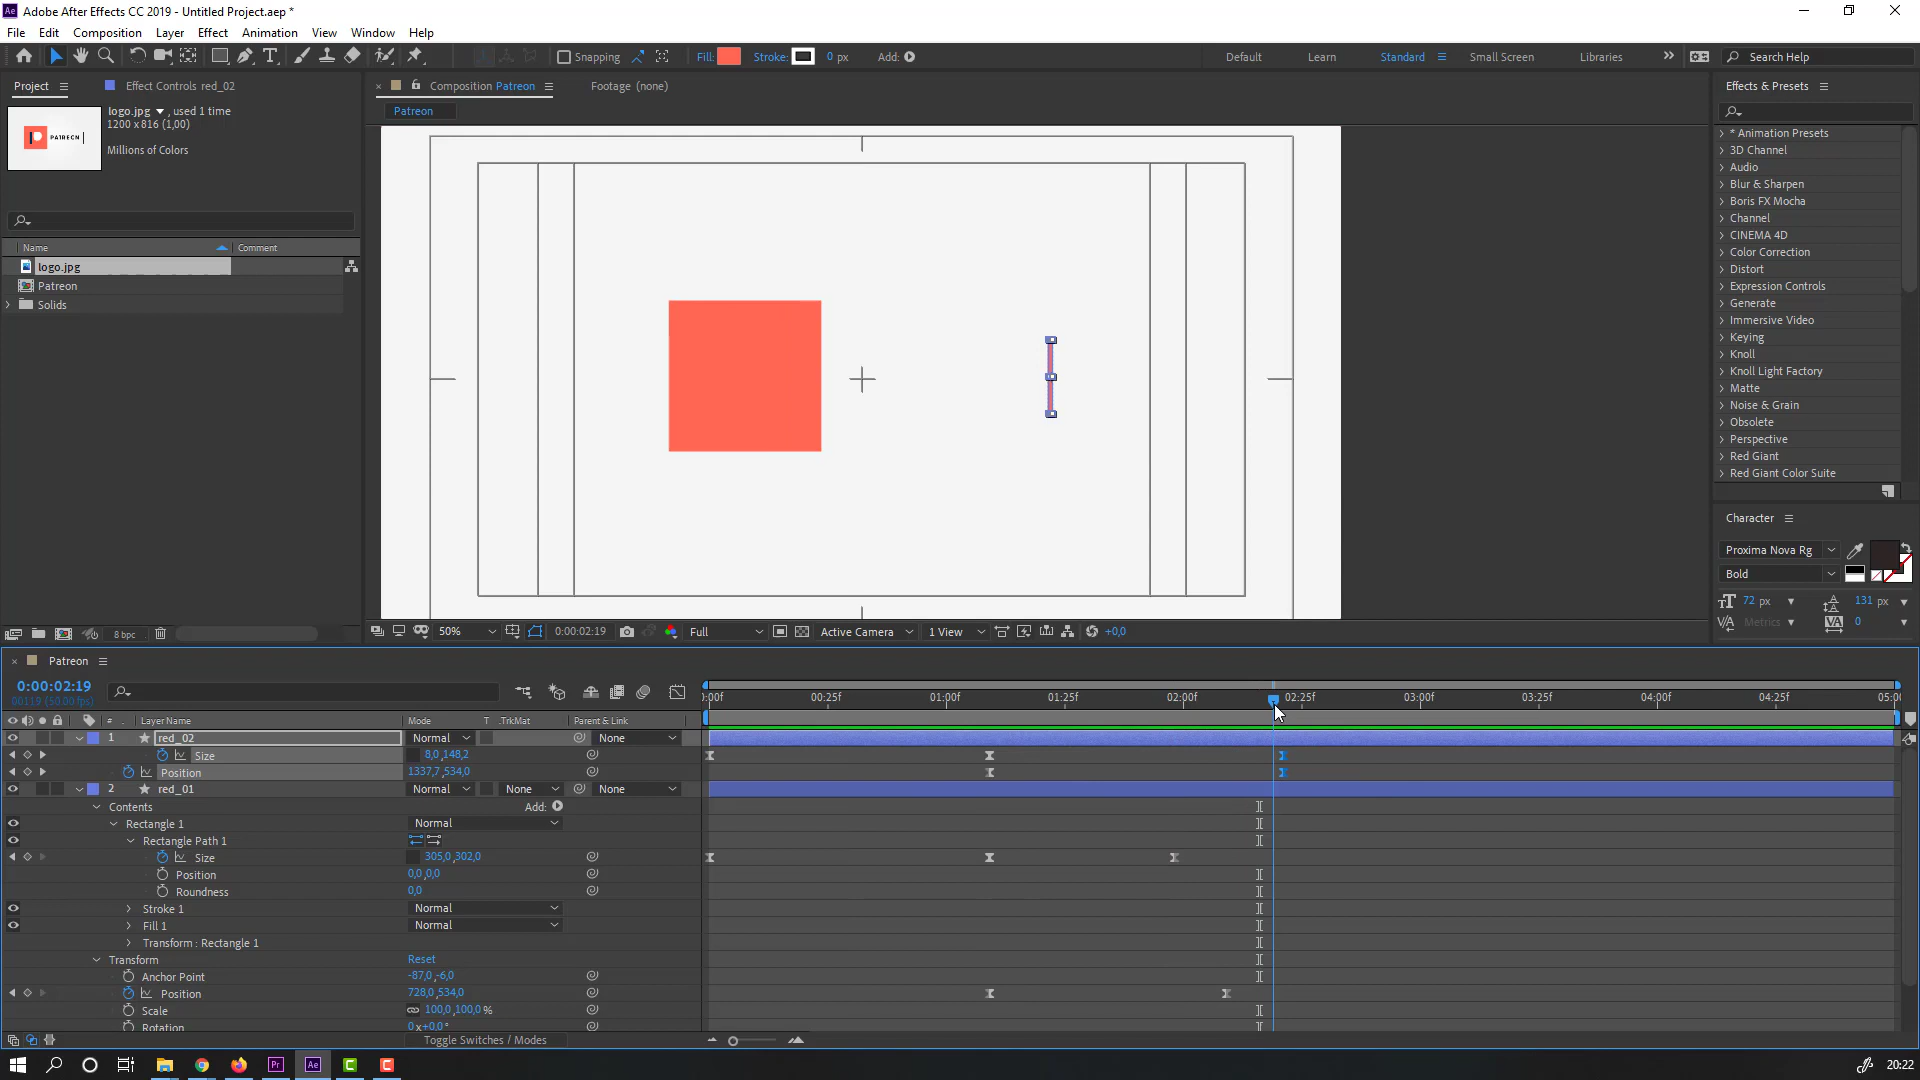 Ae Adobe After Effects CC 2019 - Untitled Project.aep *
File Edit Composition Layer Effect Animation View Window Help
Snapping Fill: Stroke: 0 px Add: Default Learn Standard Small Screen Libraries Search Help
Project Effect Controls red_02 Composition Patreon Footage (none) Effects & Presets
logo.jpg , used 1 time
1200 x 816 (1,00)
Millions of Colors
Patreon
Name Comment
logo.jpg
Patreon
Solids
* Animation Presets
3D Channel
Audio
Blur & Sharpen
Boris FX Mocha
Channel
CINEMA 4D
Color Correction
Distort
Expression Controls
Generate
Immersive Video
Keying
Knoll
Knoll Light Factory
Matte
Noise & Grain
Obsolete
Perspective
Red Giant
Red Giant Color Suite
Character
Proxima Nova Rg
Bold
72 px 131 px
Metrics 0
8 bpc 50% 0:00:02:19 Full Active Camera 1 View +0,0
Patreon
0:00:02:19
00119 (50.00 fps)
:00f 00:25f 01:00f 01:25f 02:00f 02:25f 03:00f 03:25f 04:00f 04:25f 05:00
# Layer Name Mode T .TrkMat Parent & Link
1 red_02 Normal None
Size 8,0,148,2
Position 1337,7,534,0
2 red_01 Normal None None
Contents Add:
Rectangle 1 Normal
Rectangle Path 1
Size 305,0,302,0
Position 0,0,0,0
Roundness 0,0
Stroke 1 Normal
Fill 1 Normal
Transform : Rectangle 1
Transform Reset
Anchor Point -87,0,-6,0
Position 728,0,534,0
Scale 100,0,100,0 %
Rotation 0x+0,0°
Toggle Switches / Modes
Pr Ae C C 20:22